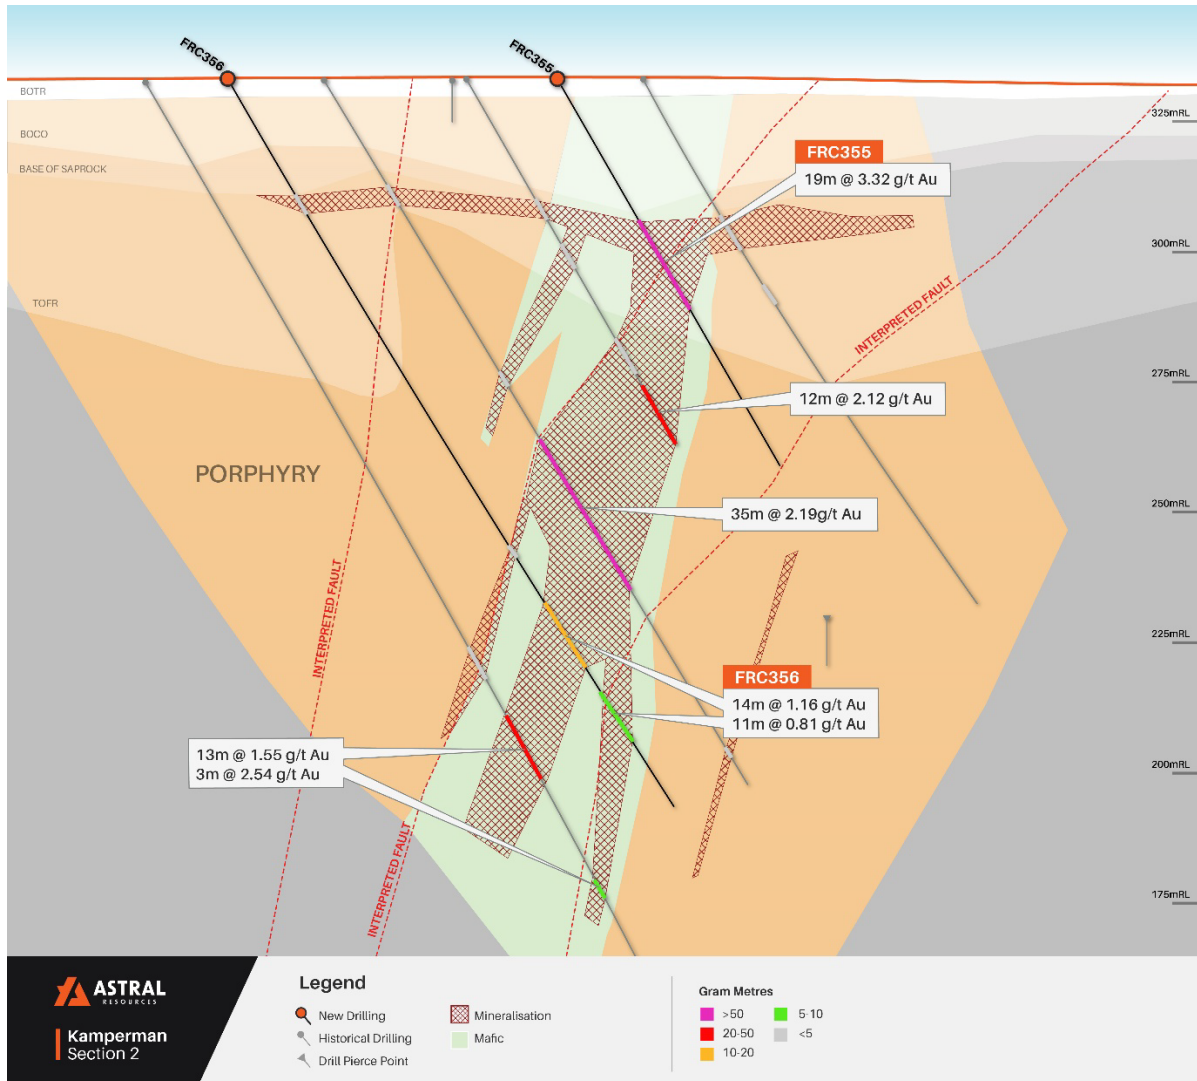 FRC356
FRC355
BOTR
325mRL
BOCO
FRC355
BASE OF SAPROCK
19m @ 3.32 g/t Au
300mRL
TOFR
INTERPRETED FAULT
275mRL
12m @ 2.12 g/t Au
PORPHYRY
250mRL
35m @ 2.19g/t Au
INTERPRETED FAULT
225mRL
FRC356
14m @ 1.16 g/t Au
11m @ 0.81 g/t Au
13m @ 1.55 g/t Au
3m @ 2.54 g/t Au
200mRL
INTERPRETED FAULT
175mRL
ASTRAL
RESOURCES
Kamperman
Section 2
Legend
New Drilling
Historical Drilling
Drill Pierce Point
Mineralisation
Mafic
Gram Metres
>50
20-50
10-20
5-10
<5